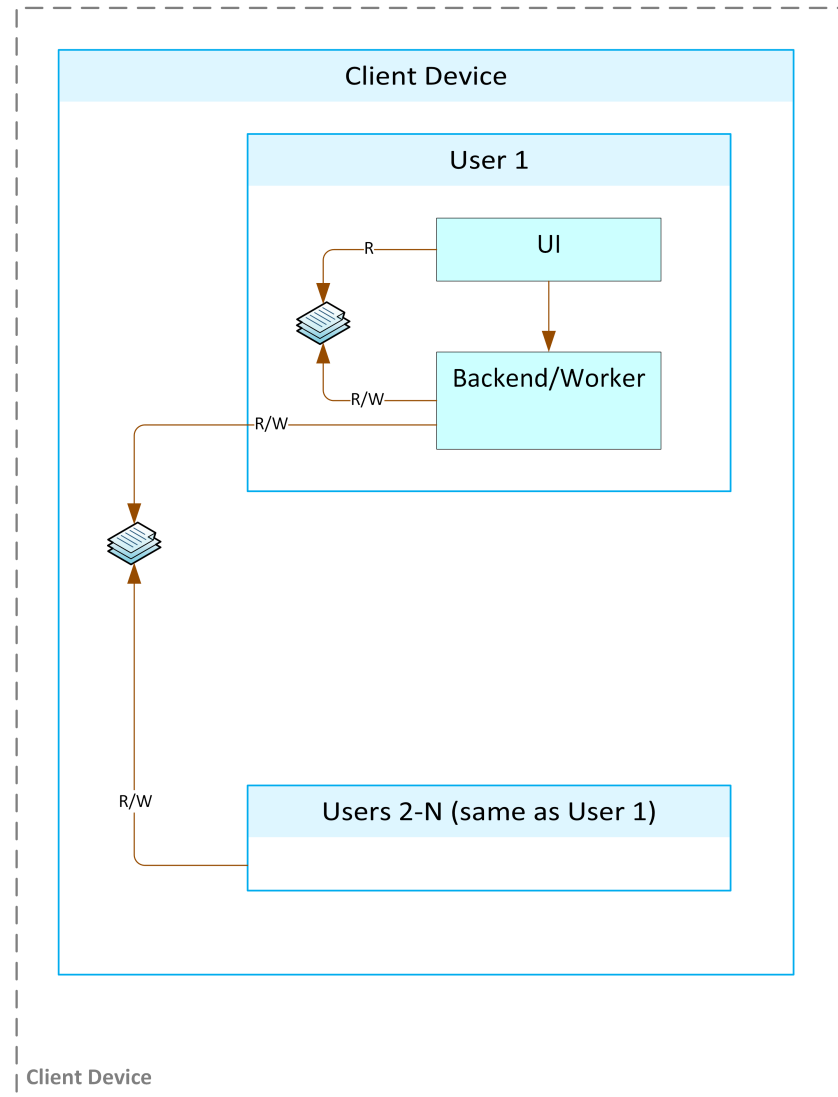 Client Device
User 1
R
UI
Backend/Worker
R/W
R/W
R/W
Users 2-N (same as User 1)
Client Device